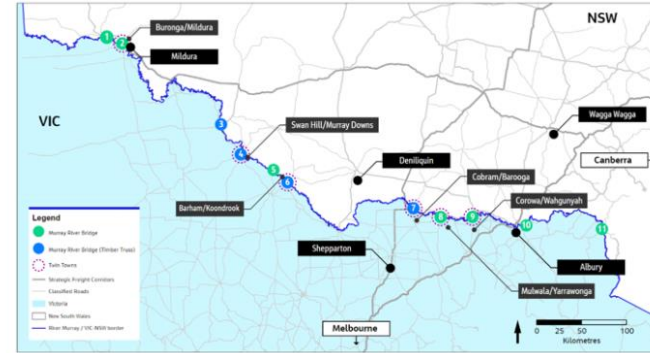 NSW
1
Buronga/Mildura
2
Mildura
VIC
Wagga Wagga
3
Swan Hill/Murray Downs
4
Deniliquin
Canberra
5
Cobram/Barooga
6
Barham/Koondrook
7
Corowa/Wahgunyah
8
9
10
11
Legend
Murray River Bridge
Murray River Bridge (Timber Truss)
Twin Towns
Strategic Freight Corridors
Classified Roads
Victoria
New South Wales
River Murray / VIC NSW border
Shepparton
Albury
Mulwala/Yarrawonga
Melbourne
0 25 50 100
Kilometres